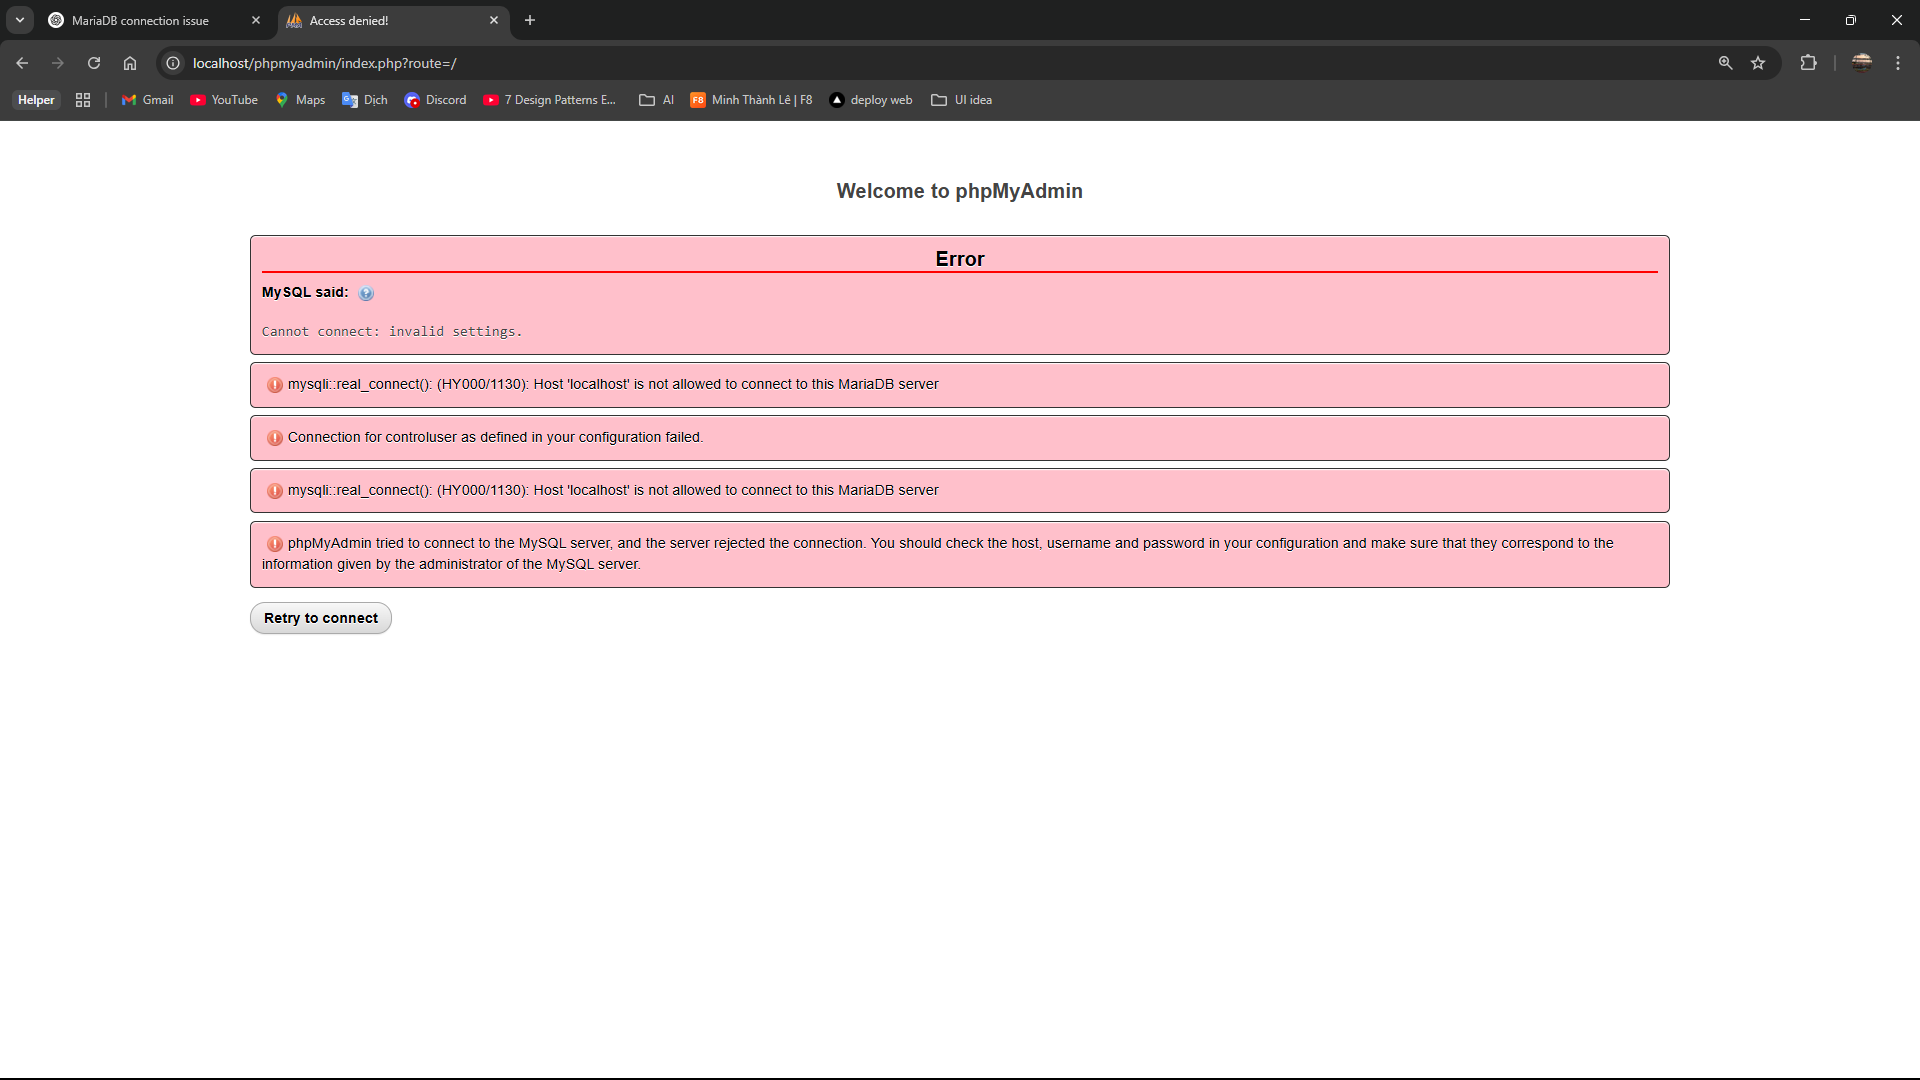 MariaDB connection issue
Access denied!
localhost/phpmyadmin/index.php?route=/
Helper
Gmail
YouTube
Maps
Dịch
Discord
7 Design Patterns E...
AI
F8 Minh Thành Lê | F8
deploy web
UI idea
Welcome to phpMyAdmin
Error
MySQL said:
Cannot connect: invalid settings.
mysqli::real_connect(): (HY000/1130): Host 'localhost' is not allowed to connect to this MariaDB server
Connection for controluser as defined in your configuration failed.
mysqli::real_connect(): (HY000/1130): Host 'localhost' is not allowed to connect to this MariaDB server
phpMyAdmin tried to connect to the MySQL server, and the server rejected the connection. You should check the host, username and password in your configuration and make sure that they correspond to the
information given by the administrator of the MySQL server.
Retry to connect